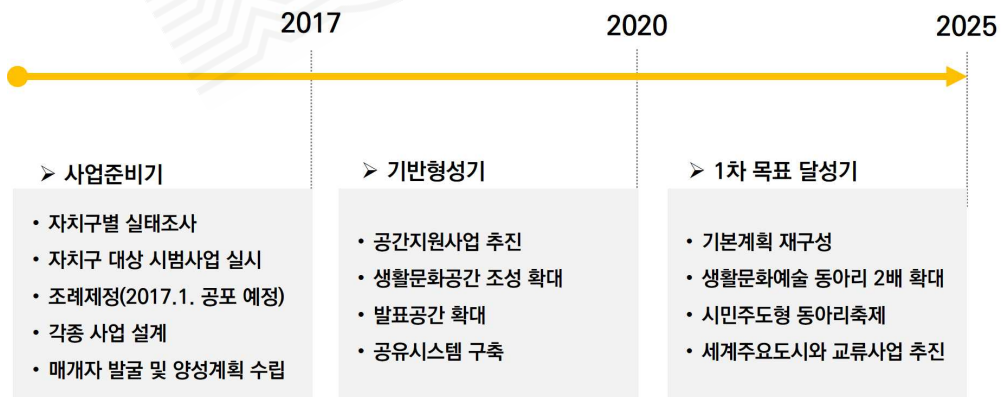 2017
2020
2025
➢ 사업준비기
• 자치구별 실태조사
• 자치구 대상 시범사업 실시
• 조례제정(2017.1. 공포 예정)
• 각종 사업 설계
• 매개자 발굴 및 양성계획 수립
➢ 기반형성기
• 공간지원사업 추진
• 생활문화공간 조성 확대
• 발표공간 확대
• 공유시스템 구축
➢ 1차 목표 달성기
• 기본계획 재구성
• 생활문화예술 동아리 2배 확대
• 시민주도형 동아리축제
• 세계주요도시와 교류사업 추진